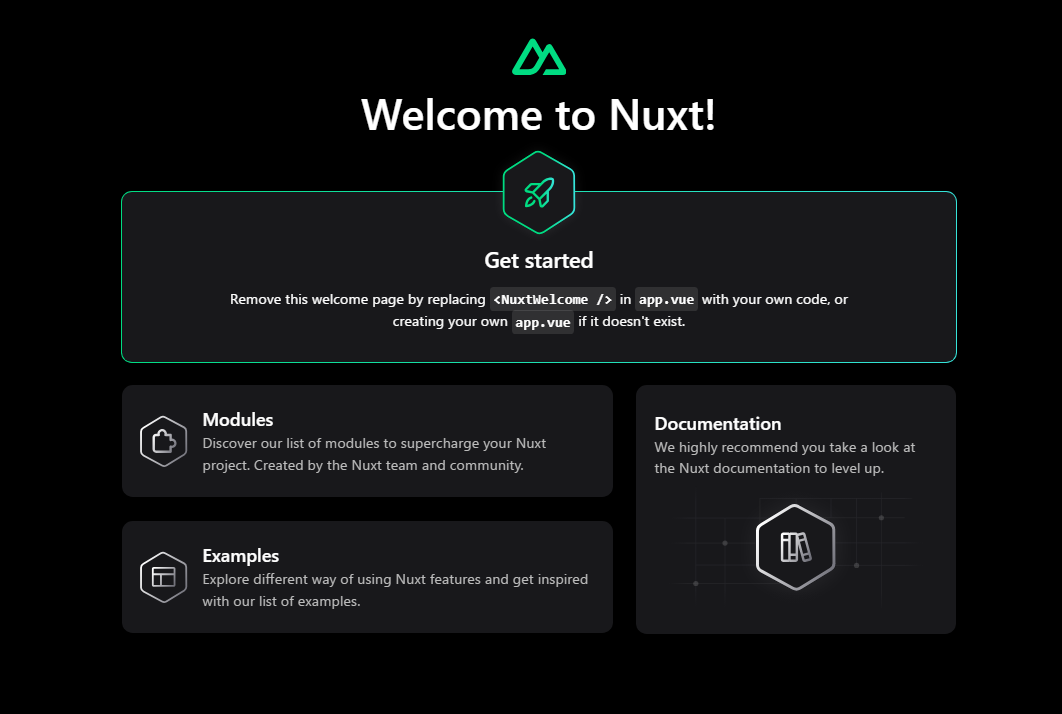 Welcome to Nuxt!
Get started
Remove this welcome page by replacing <NuxtWelcome /> in app.vue with your own code, or
creating your own app.vue if it doesn't exist.
Modules
Discover our list of modules to supercharge your Nuxt
project. Created by the Nuxt team and community.
Examples
Explore different way of using Nuxt features and get inspired
with our list of examples.
Documentation
We highly recommend you take a look at
the Nuxt documentation to level up.